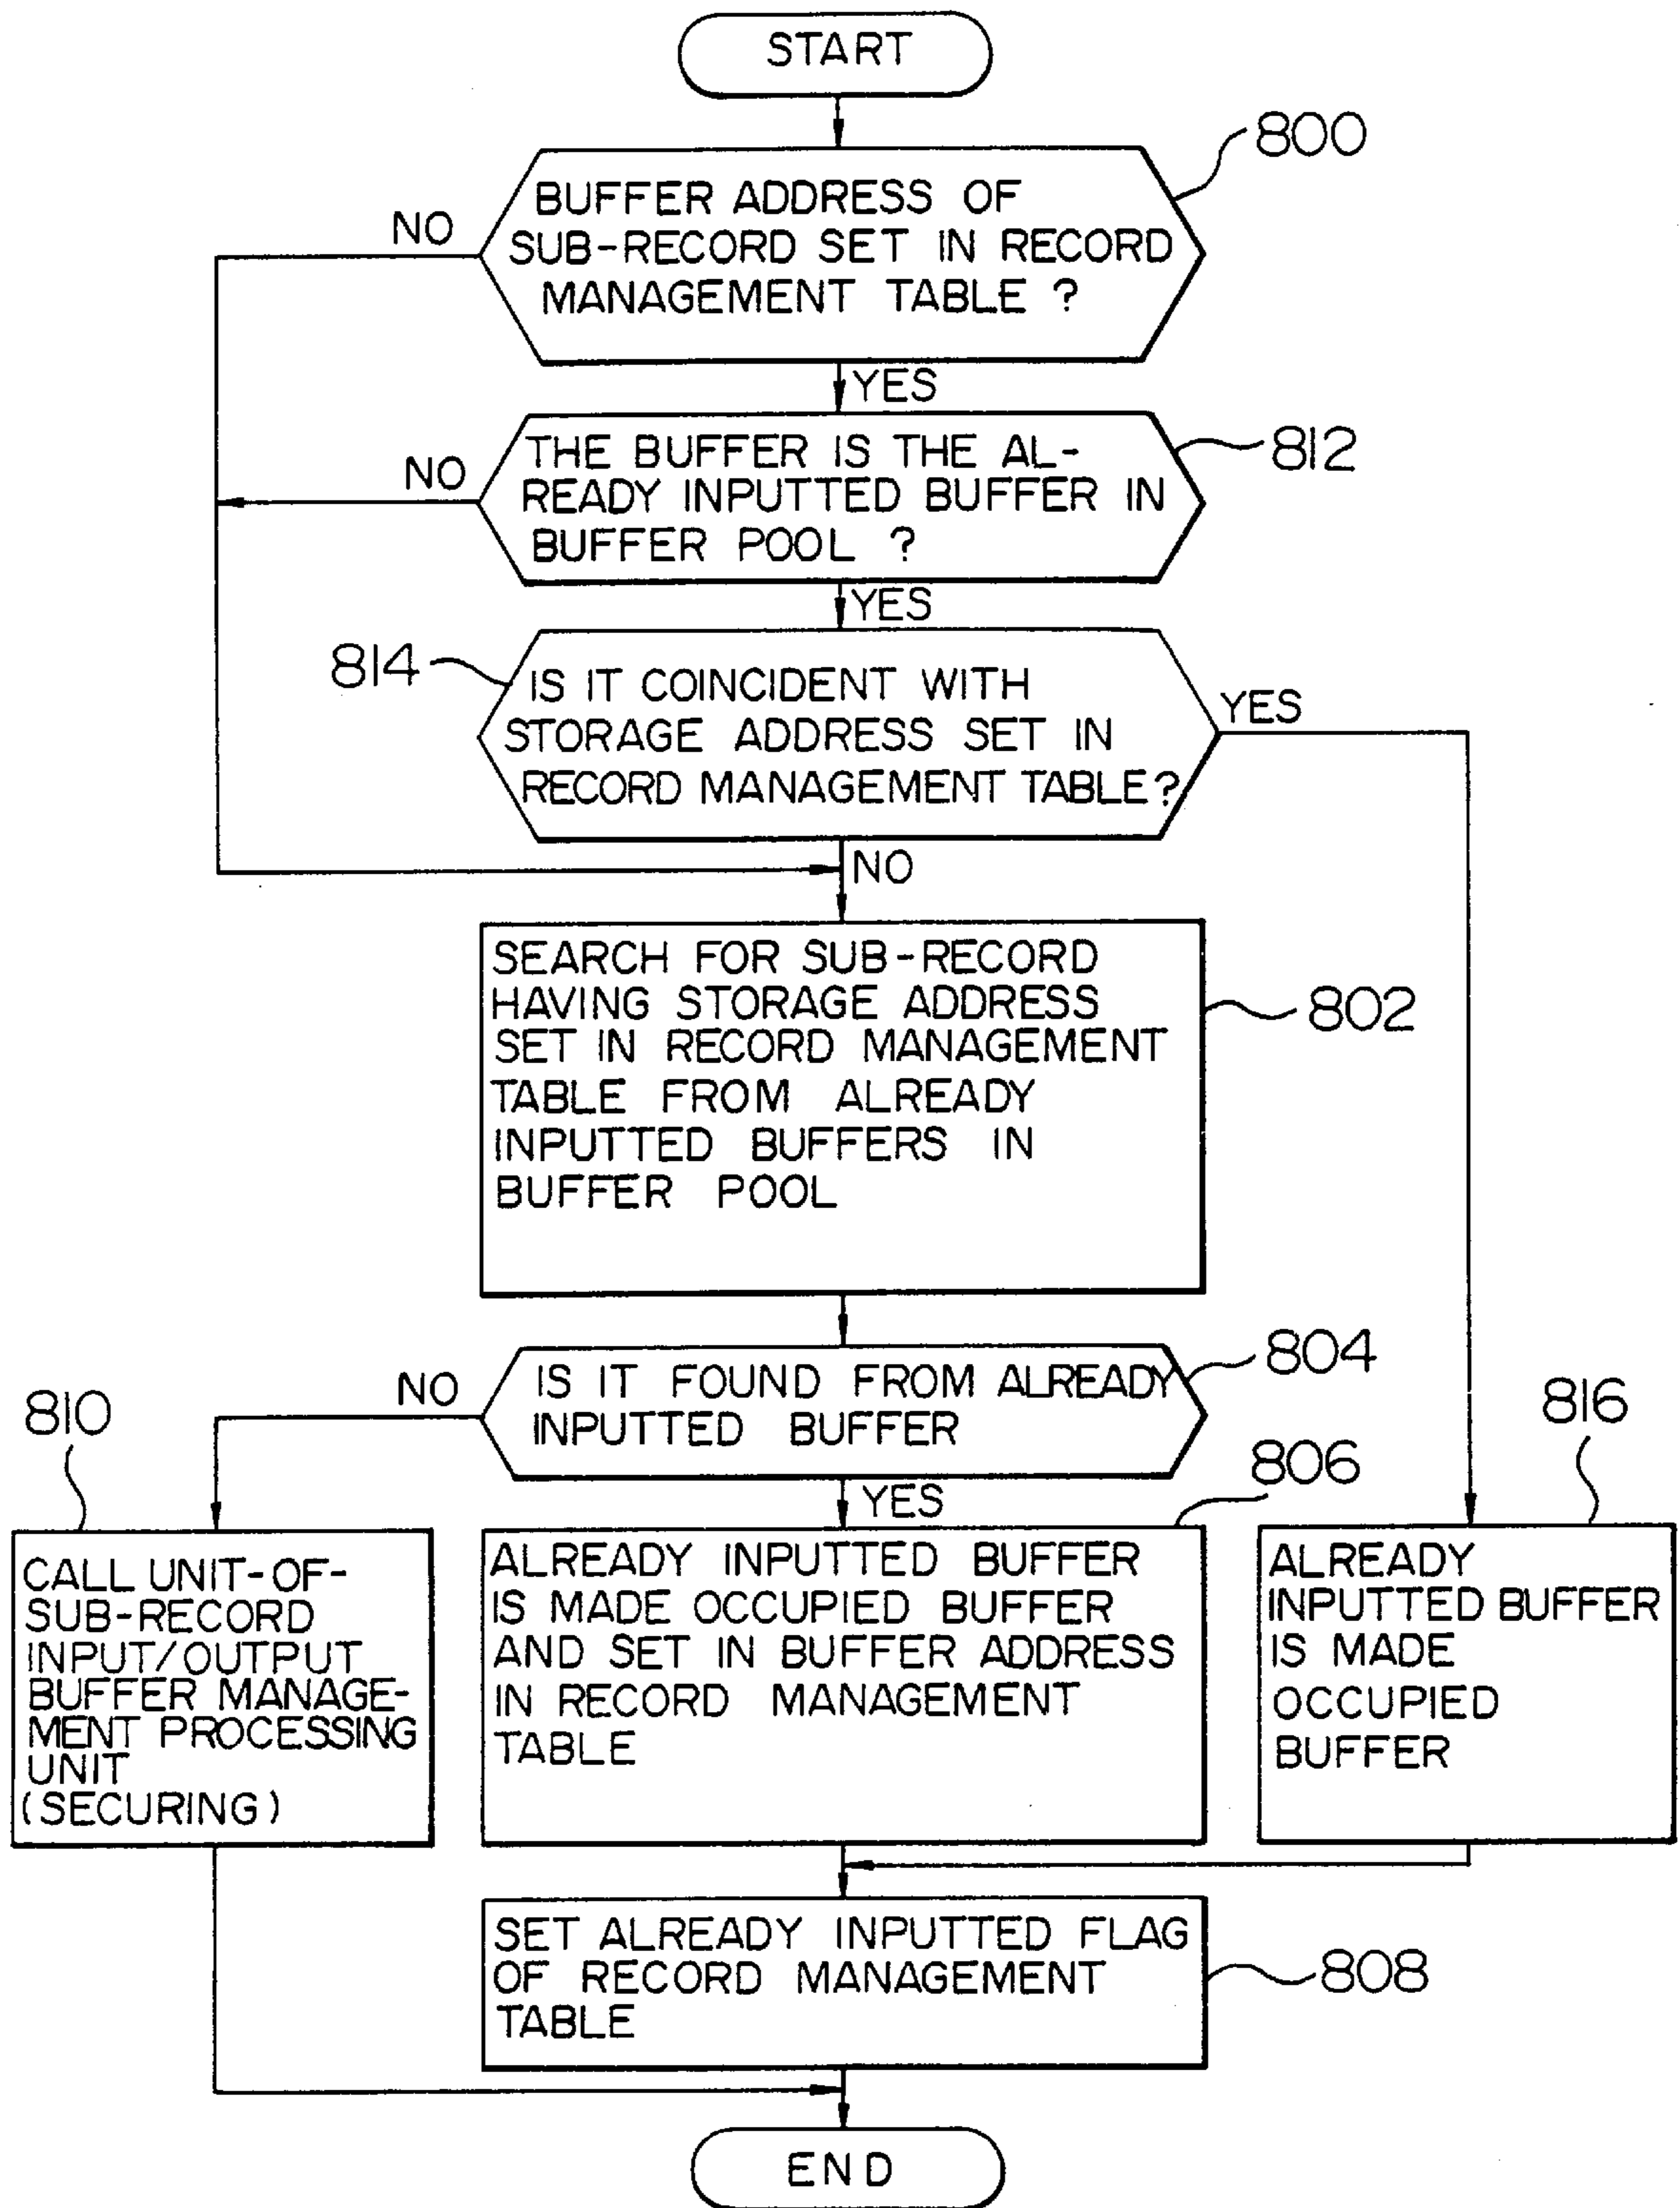 START
800
BUFFER ADDRESS OF
SUB-RECORD SET IN RECORD
MANAGEMENT TABLE ?
NO
YES
812
THE BUFFER IS THE AL-
READY INPUTTED BUFFER IN
BUFFER POOL ?
NO
YES
814
IS IT COINCIDENT WITH
STORAGE ADDRESS SET IN
RECORD MANAGEMENT TABLE?
YES
NO
SEARCH FOR SUB-RECORD
HAVING STORAGE ADDRESS
SET IN RECORD MANAGEMENT
TABLE FROM ALREADY
INPUTTED BUFFERS IN
BUFFER POOL
802
804
IS IT FOUND FROM ALREADY
INPUTTED BUFFER
NO
YES
810
CALL UNIT-OF-
SUB-RECORD
INPUT/OUTPUT
BUFFER MANAGE-
MENT PROCESSING
UNIT
(SECURING)
806
ALREADY INPUTTED BUFFER
IS MADE OCCUPIED BUFFER
AND SET IN BUFFER ADDRESS
IN RECORD MANAGEMENT
TABLE
816
ALREADY
INPUTTED BUFFER
IS MADE
OCCUPIED
BUFFER
SET ALREADY INPUTTED FLAG
OF RECORD MANAGEMENT
TABLE
808
END